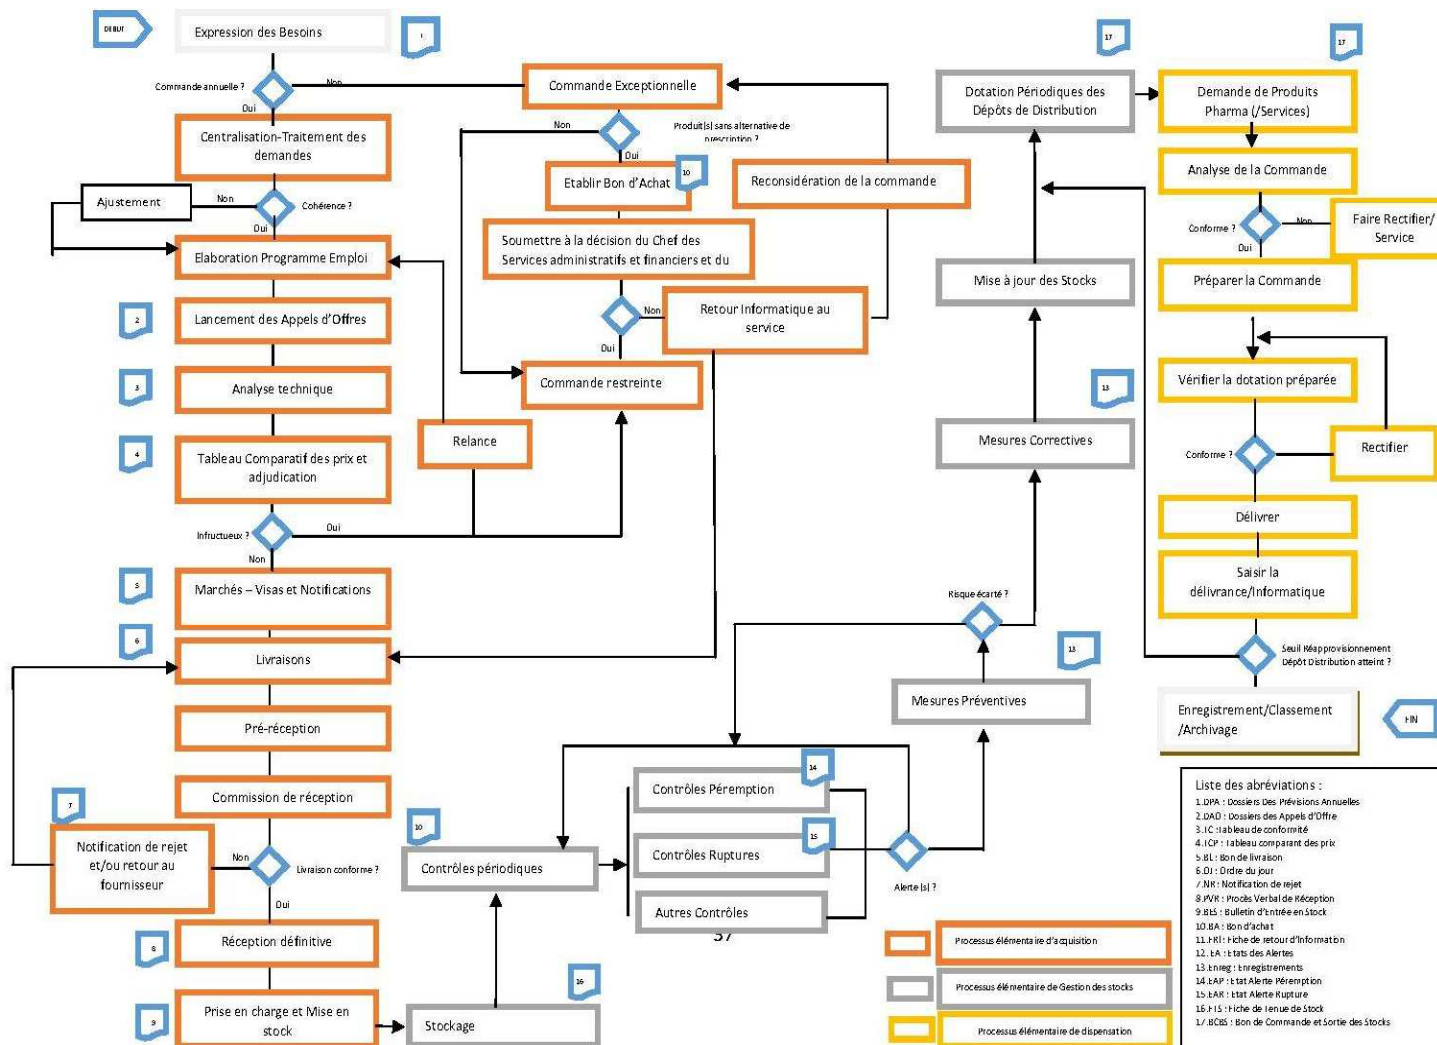 DEBUT
Expression des Besoins
1
Commande annuelle ?
Non
Oui
Centralisation-Traitement des
demandes
Ajustement
Non
Cohérence ?
Oui
Elaboration Programme Emploi
2
Lancement des Appels d'Offres
3
Analyse technique
4
Tableau Comparatif des prix et
adjudication
Infructueux ?
Oui
Non
5
Marchés – Visas et Notifications
6
Livraisons
Pré-réception
Commission de réception
7
Notification de rejet
et/ou retour au
fournisseur
Non
Livraison conforme ?
Oui
8
Réception définitive
9
Prise en charge et Mise en
stock
Commande Exceptionnelle
Non
Produit(s) sans alternative de
prescription ?
Oui
Etablir Bon d'Achat
10
Reconsidération de la commande
Soumettre à la décision du Chef des
Services administratifs et financiers et du
Non
Retour Informatique au
service
Oui
Commande restreinte
Relance
16
Stockage
10
Contrôles périodiques
Contrôles Péremption
14
Contrôles Ruptures
15
Autres Contrôles
37
Alerte(s) ?
Mesures Préventives
13
Risque écarté ?
Mesures Correctives
13
Mise à jour des Stocks
Dotation Périodiques des
Dépôts de Distribution
17
17
Demande de Produits
Pharma (/Services)
Analyse de la Commande
Conforme ?
Non
Oui
Faire Rectifier/
Service
Préparer la Commande
Vérifier la dotation préparée
Conforme ?
Rectifier
Délivrer
Saisir la
délivrance/Informatique
Seuil Réapprovisionnement
Dépôt Distribution atteint ?
Enregistrement/Classement
/Archivage
FIN
Processus élémentaire d'acquisition
Processus élémentaire de Gestion des stocks
Processus élémentaire de dispensation
Liste des abréviations :
1.DPA : Dossiers Des Prévisions Annuelles
2.DAO : Dossiers des Appels d'Offre
3.TC : Tableau de conformité
4.TCP : Tableau comparant des prix
5.BL : Bon de livraison
6.OJ : Ordre du jour
7.NR : Notification de rejet
8.PVR : Procès Verbal de Réception
9.BES : Bulletin d'Entrée en Stock
10.BA : Bon d'achat
11.FRI : Fiche de retour d'Information
12.EA : Etats des Alertes
13.Enreg : Enregistrements
14.EAP : Etat Alerte Péremption
15.EAR : Etat Alerte Rupture
16.FTS : Fiche de Tenue de Stock
17.BCBS : Bon de Commande et Sortie des Stocks